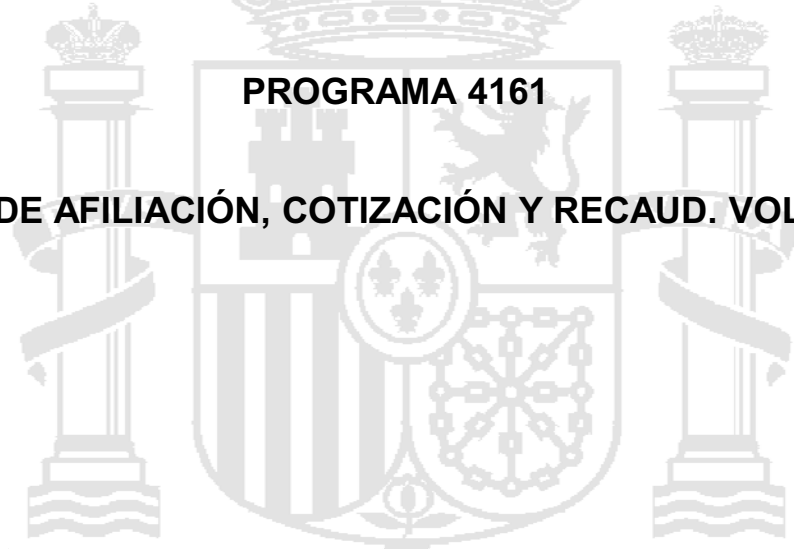 PROGRAMA 4161
DE AFILIACIÓN, COTIZACIÓN Y RECAUD. VOL